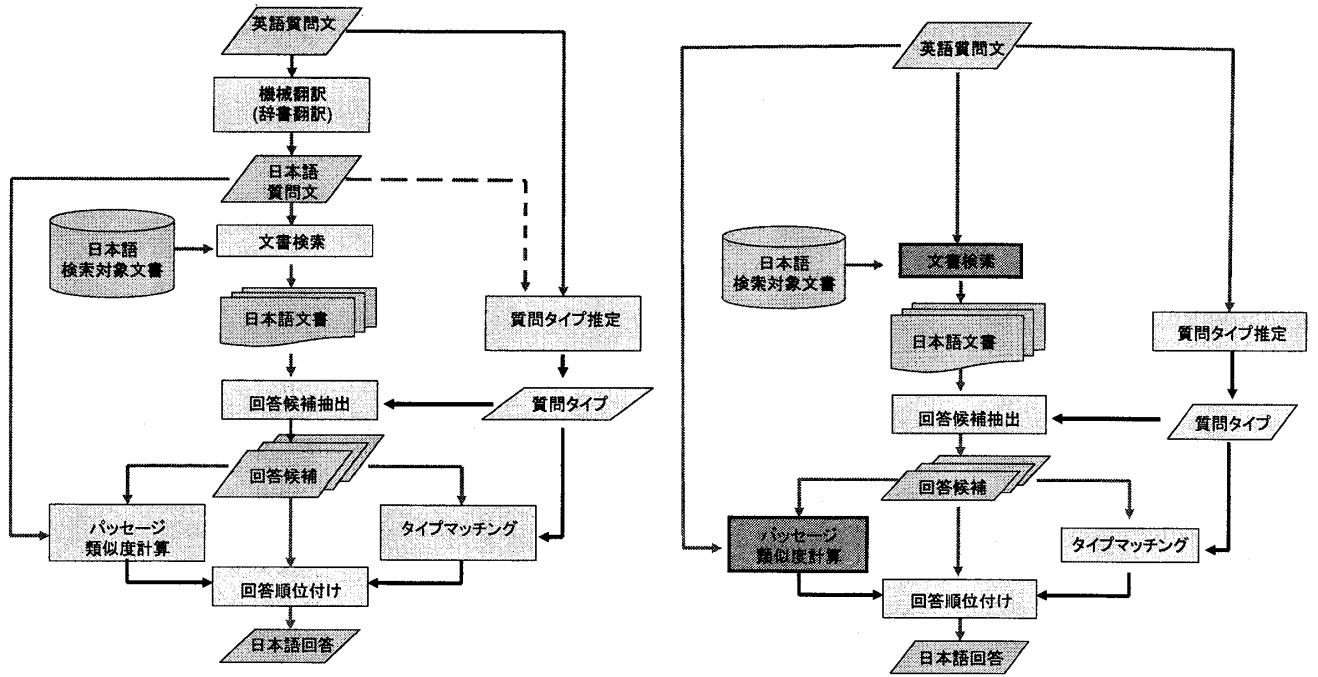 英語質問文
機械翻訳
(辞書翻訳)
日本語
質問文
日本語
検索対象文書
文書検索
日本語文書
質問タイプ推定
回答候補抽出
質問タイプ
回答候補
パッセージ
類似度計算
タイプマッチング
回答順位付け
日本語回答
英語質問文
日本語
検索対象文書
文書検索
日本語文書
質問タイプ推定
回答候補抽出
質問タイプ
回答候補
パッセージ
類似度計算
タイプマッチング
回答順位付け
日本語回答